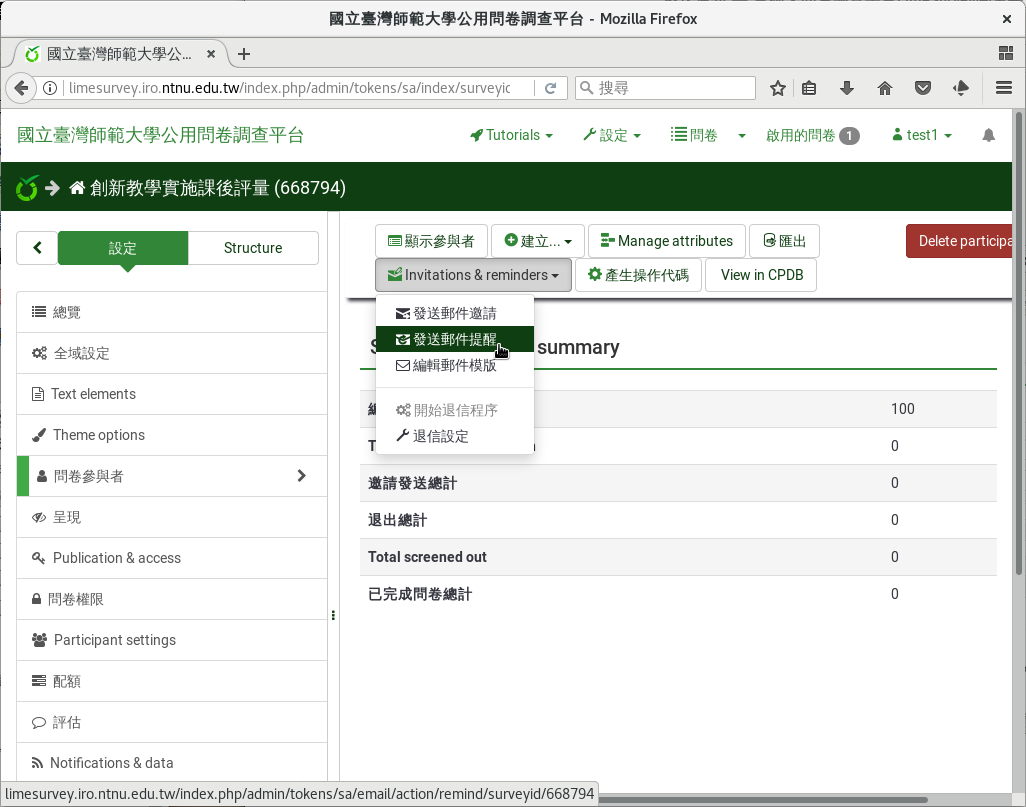 國立臺灣師範大學公用問卷調查平台 - Mozilla Firefox
國立臺灣師範大學公...
limesurvey.iro.ntnu.edu.tw/index.php/admin/tokens/sa/index/surveyic
搜尋
國立臺灣師範大學公用問卷調查平台
Tutorials
設定
問卷
啟用的問卷 1
test1
創新教學實施課後評量 (668794)
設定
Structure
總覽
全域設定
Text elements
Theme options
問卷參與者
呈現
Publication & access
問卷權限
Participant settings
配額
評估
Notifications & data
顯示參與者
建立...
Manage attributes
匯出
Delete participa
Invitations & reminders
產生操作代碼
View in CPDB
發送郵件邀請
發送郵件提醒
編輯郵件模版
開始退信程序
退信設定
summary
100
0
邀請發送總計 0
退出總計 0
Total screened out 0
已完成問卷總計 0
limesurvey.iro.ntnu.edu.tw/index.php/admin/tokens/sa/email/action/remind/surveyid/668794